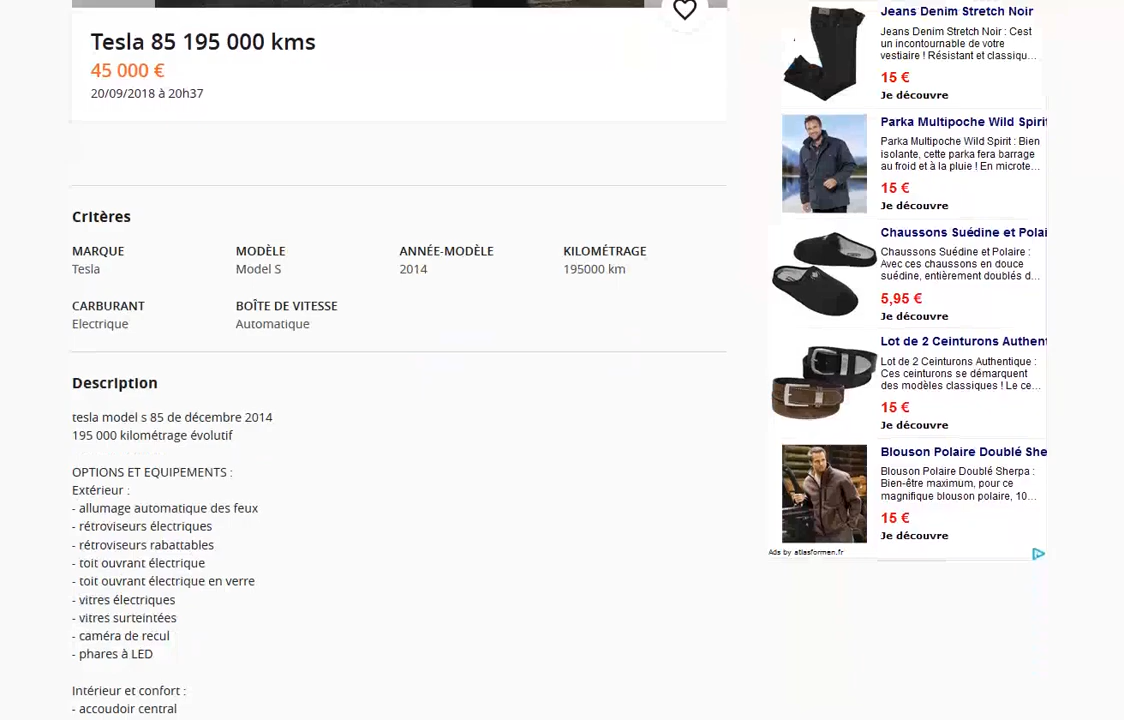 Tesla 85 195 000 kms
45 000 €
20/09/2018 à 20h37
Critères
MARQUE
Tesla
MODÈLE
Model S
ANNÉE-MODÈLE
2014
KILOMÉTRAGE
195000 km
CARBURANT
Electrique
BOÎTE DE VITESSE
Automatique
Description
tesla model s 85 de décembre 2014
195 000 kilométrage évolutif
OPTIONS ET EQUIPEMENTS :
Extérieur :
- allumage automatique des feux
- rétroviseurs électriques
- rétroviseurs rabattables
- toit ouvrant électrique
- toit ouvrant électrique en verre
- vitres électriques
- vitres surteintées
- caméra de recul
- phares à LED
Intérieur et confort :
- accoudoir central
Jeans Denim Stretch Noir
Jeans Denim Stretch Noir : Cest
un incontournable de votre
vestiaire ! Résistant et classiqu...
15 €
Je découvre
Parka Multipoche Wild Spirit
Parka Multipoche Wild Spirit : Bien
isolante, cette parka fera barrage
au froid et à la pluie ! En microte...
15 €
Je découvre
Chaussons Suédine et Polai
Chaussons Suédine et Polaire :
Avec ces chaussons en douce
suédine, entièrement doublés d...
5,95 €
Je découvre
Lot de 2 Ceinturons Authent
Lot de 2 Ceinturons Authentique :
Ces ceinturons se démarquent
des modèles classiques ! Le ce...
15 €
Je découvre
Blouson Polaire Doublé She
Blouson Polaire Doublé Sherpa :
Bien-être maximum, pour ce
magnifique blouson polaire, 10...
15 €
Je découvre
Ads by atlasformen.fr